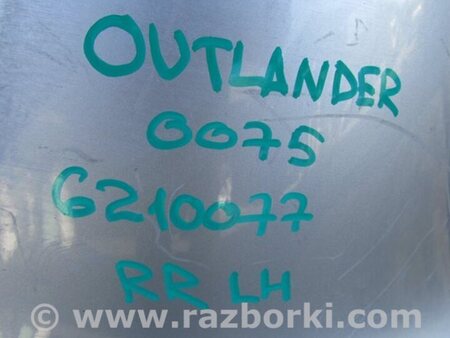 OUTLANDER
0075
6210077
RR LH
© www.razborki.com